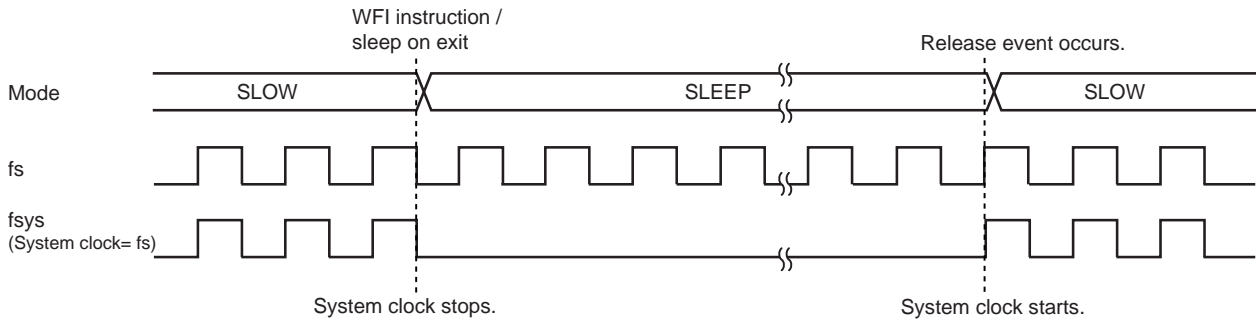 WFI instruction /
sleep on exit
Release event occurs.
Mode
SLOW
SLEEP
SLOW
fs
fsys
(System clock= fs)
System clock stops.
System clock starts.